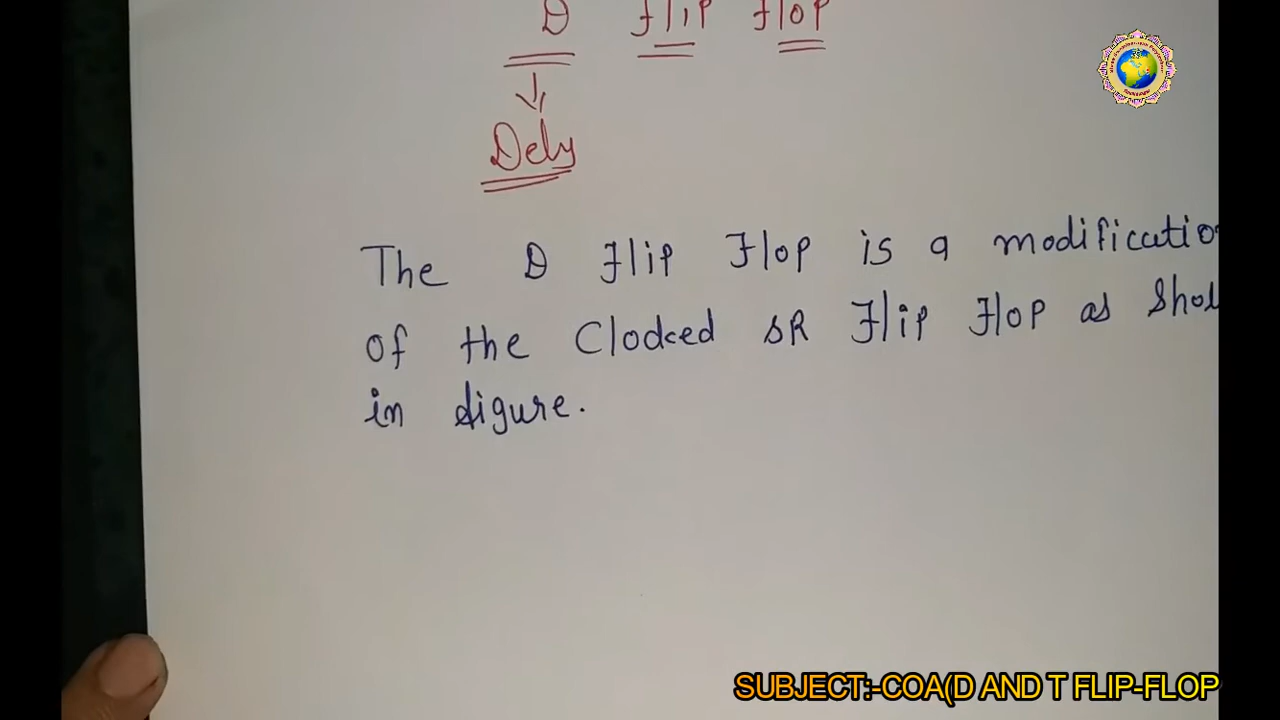 D Flip Flop
Dely
The D Flip Flop is a modificatio
of the Clocked SR Flip Flop as Sho
in figure.
SUBJECT:-COA(D AND T FLIP-FLOP